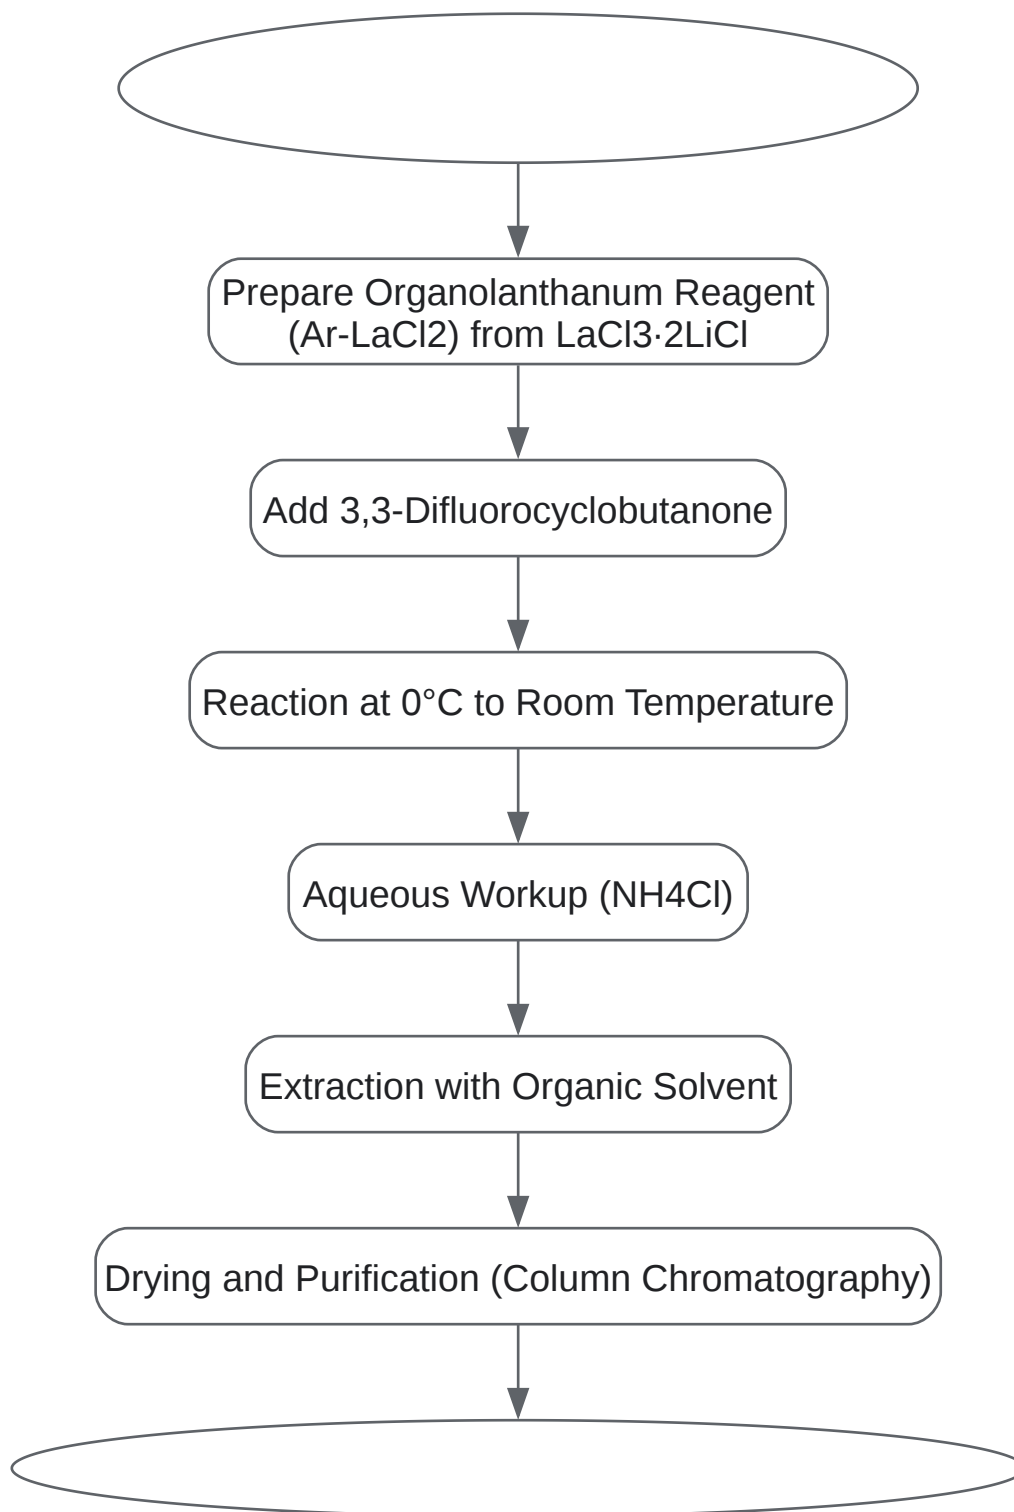 Prepare Organolanthanum Reagent
(Ar-LaCl2) from LaCl3·2LiCl
Add 3,3-Difluorocyclobutanone
Reaction at 0°C to Room Temperature
Aqueous Workup (NH4Cl)
Extraction with Organic Solvent
Drying and Purification (Column Chromatography)